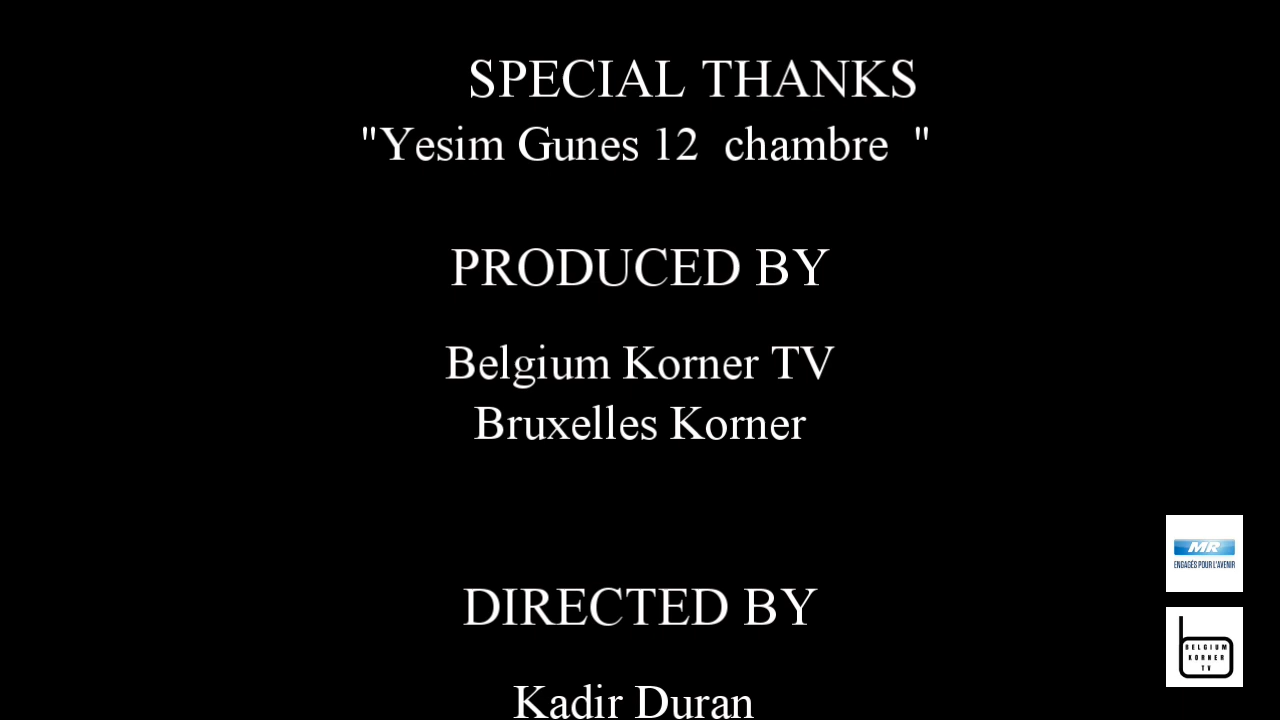 SPECIAL THANKS
"Yesim Gunes 12  chambre  "
PRODUCED BY
Belgium Korner TV
Bruxelles Korner
DIRECTED BY
Kadir Duran
MR
ENGAGÉS POUR L'AVENIR
BELGIUM
KORNER
TV